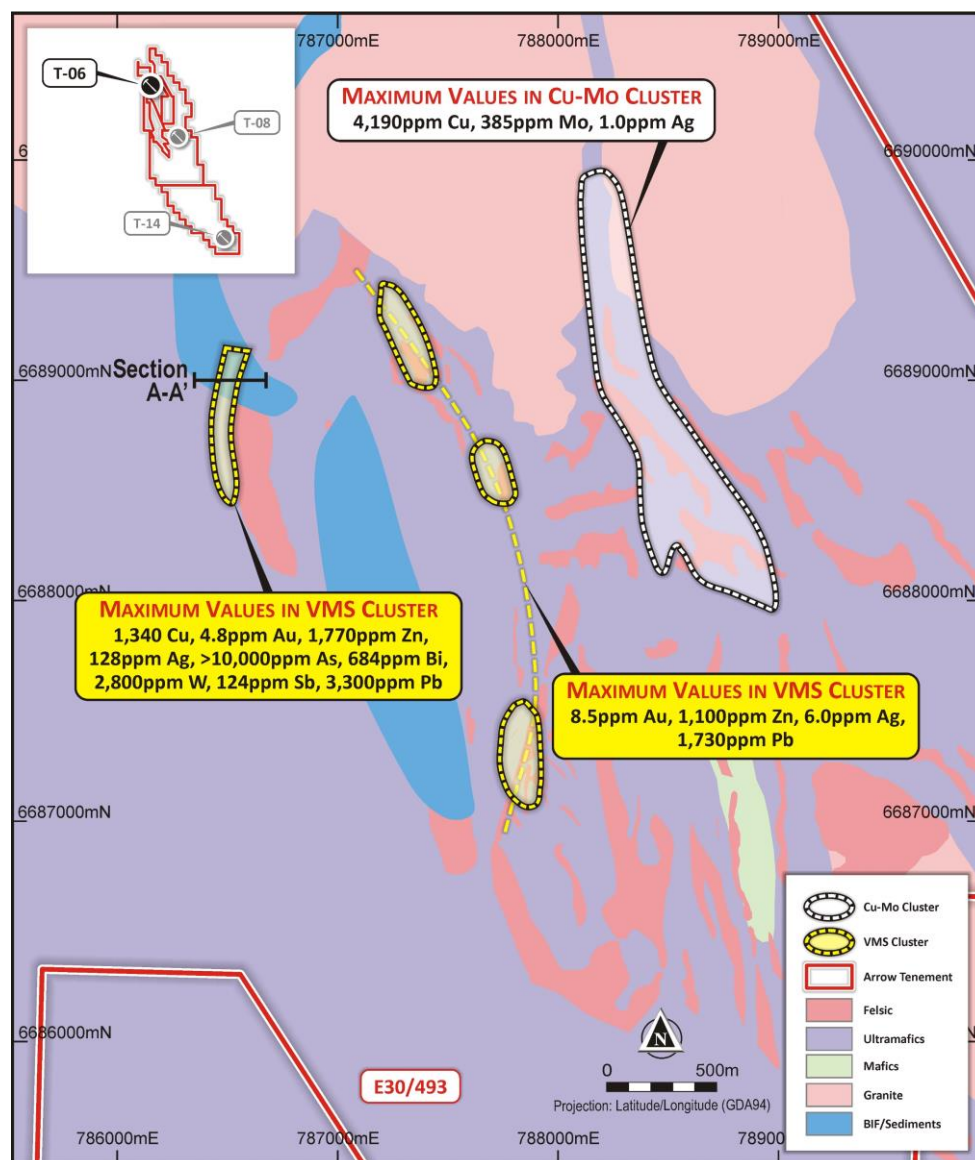 787000mE
788000mE
789000mE
T-06
T-08
T-14
MAXIMUM VALUES IN CU-MO CLUSTER
4,190ppm Cu, 385ppm Mo, 1.0ppm Ag
6690000mN
6689000mN
Section
A-A'
6689000mN
6688000mN
6688000mN
MAXIMUM VALUES IN VMS CLUSTER
1,340 Cu, 4.8ppm Au, 1,770ppm Zn,
128ppm Ag, >10,000ppm As, 684ppm Bi,
2,800ppm W, 124ppm Sb, 3,300ppm Pb
MAXIMUM VALUES IN VMS CLUSTER
8.5ppm Au, 1,100ppm Zn, 6.0ppm Ag,
1,730ppm Pb
6687000mN
6687000mN
Cu-Mo Cluster
VMS Cluster
Arrow Tenement
Felsic
Ultramafics
Mafics
Granite
BIF/Sediments
6686000mN
N
0 500m
Projection: Latitude/Longitude (GDA94)
E30/493
786000mE
787000mE
788000mE